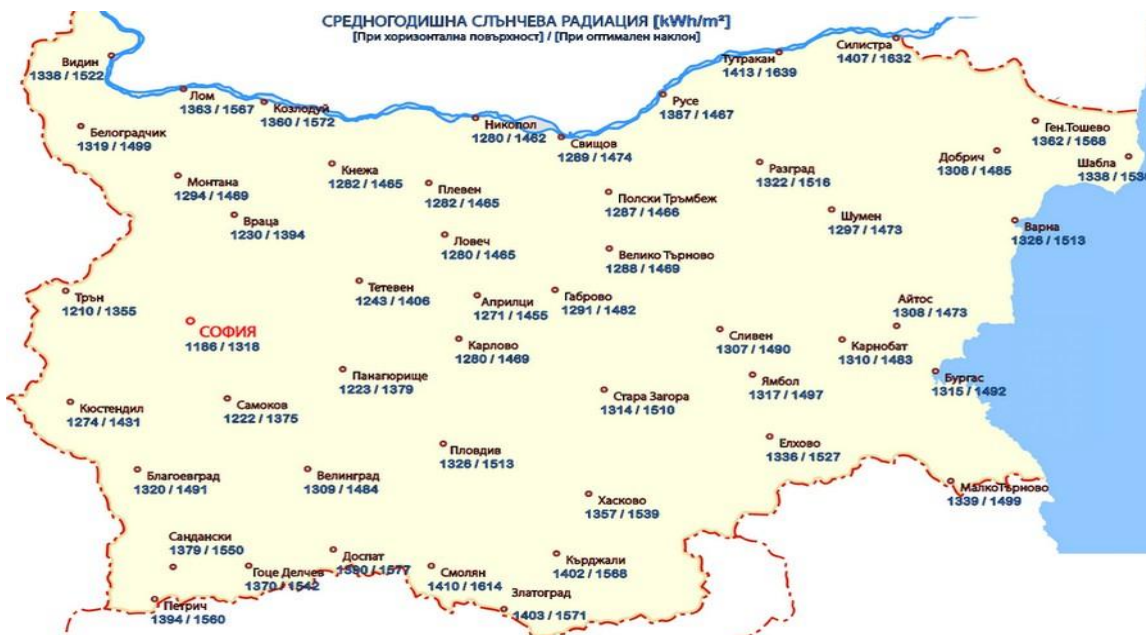 СРЕДНОГОДИШНА СЛЪНЧЕВА РАДИАЦИЯ [kWh/m²]
[При хоризонтална повърхност] / [При оптимален наклон]
Видин
1338 / 1522
Лом
1363 / 1567
Козлодуй
1360 / 1572
Белоградчик
1319 / 1499
Монтана
1294 / 1469
Враца
1230 / 1394
Кнежа
1282 / 1465
Никопол
1280 / 1462
Плевен
1282 / 1465
Ловеч
1280 / 1465
Свищов
1289 / 1474
Русе
1387 / 1467
Тутракан
1413 / 1639
Силистра
1407 / 1632
Полски Тръмбеж
1287 / 1466
Велико Търново
1288 / 1469
Разград
1322 / 1516
Шумен
1297 / 1473
Добрич
1308 / 1485
Ген.Тошево
1362 / 1568
Шабла
1338 /
Варна
1326 / 1513
Трън
1210 / 1355
СОФИЯ
1186 / 1318
Тетевен
1243 / 1406
Априлци
1271 / 1455
Габрово
1291 / 1482
Карлово
1280 / 1469
Панагюрище
1223 / 1379
Кюстендил
1274 / 1431
Самоков
1222 / 1375
Сливен
1307 / 1490
Айтос
1308 / 1473
Карнобат
1310 / 1483
Ямбол
1317 / 1497
Бургас
1315 / 1492
Стара Загора
1314 / 1510
Пловдив
1326 / 1513
Елхово
1336 / 1527
Благоевград
1320 / 1491
Велинград
1309 / 1484
Хасково
1357 / 1539
МалкоТърново
1339 / 1499
Сандански
1379 / 1550
Гоце Делчев
1370 / 1542
Доспат
1390 / 1577
Смолян
1410 / 1614
Кърджали
1402 / 1568
Златоград
1403 / 1571
Петрич
1394 / 1560